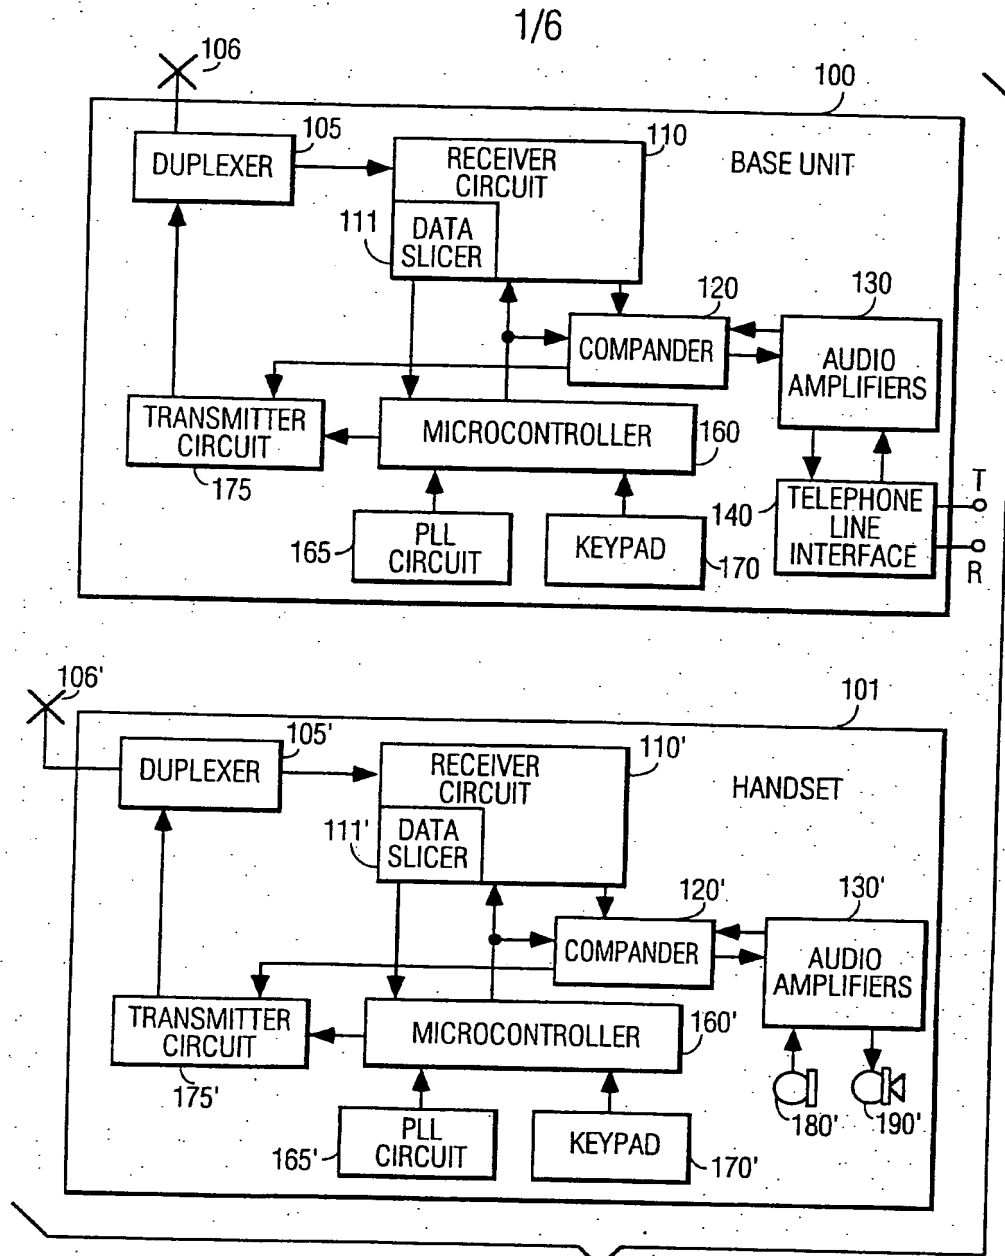 1/6
106
100
105
DUPLEXER
110
RECEIVER
CIRCUIT
BASE UNIT
111
DATA
SLICER
120
COMPANDER
130
AUDIO
AMPLIFIERS
TRANSMITTER
CIRCUIT
175
MICROCONTROLLER
160
165
PLL
CIRCUIT
KEYPAD
170
140
TELEPHONE
LINE
INTERFACE
T
R
106'
101
105'
DUPLEXER
110'
RECEIVER
CIRCUIT
HANDSET
111'
DATA
SLICER
120'
COMPANDER
130'
AUDIO
AMPLIFIERS
TRANSMITTER
CIRCUIT
175'
MICROCONTROLLER
160'
180'
190'
165'
PLL
CIRCUIT
KEYPAD
170'